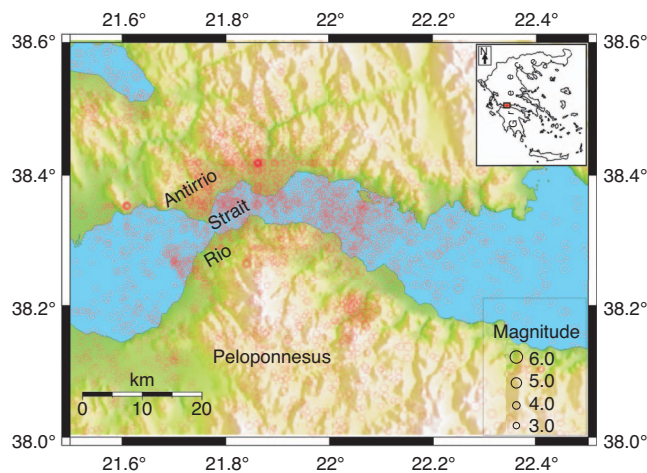 21.6° 21.8° 22° 22.2° 22.4°
38.6° 38.6°
N
38.4° 38.4°
Antirrio
Strait
Rio
38.2° 38.2°
Magnitude
6.0
Peloponnesus
5.0
km
4.0
0 10 20
3.0
38.0° 38.0°
21.6° 21.8° 22° 22.2° 22.4°